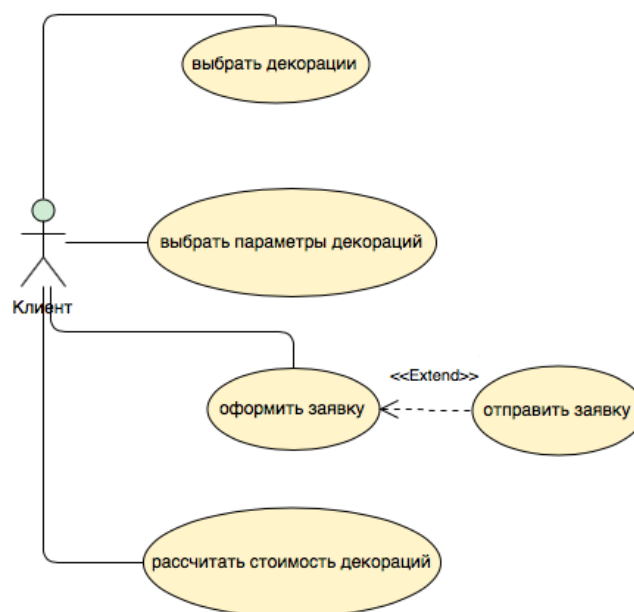 выбрать декорации
выбрать параметры декораций
Клиент
<<Extend>>
оформить заявку
отправить заявку
рассчитать стоимость декораций